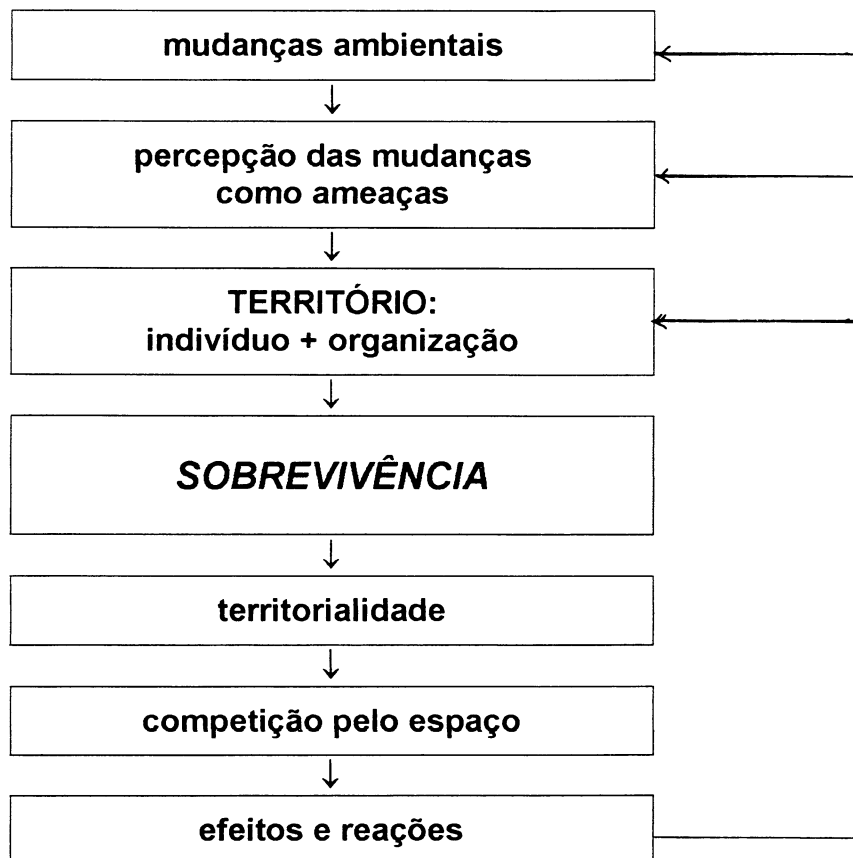 mudanças ambientais
percepção das mudanças
como ameaças
TERRITÓRIO:
indivíduo + organização
SOBREVIVÊNCIA
territorialidade
competição pelo espaço
efeitos e reações